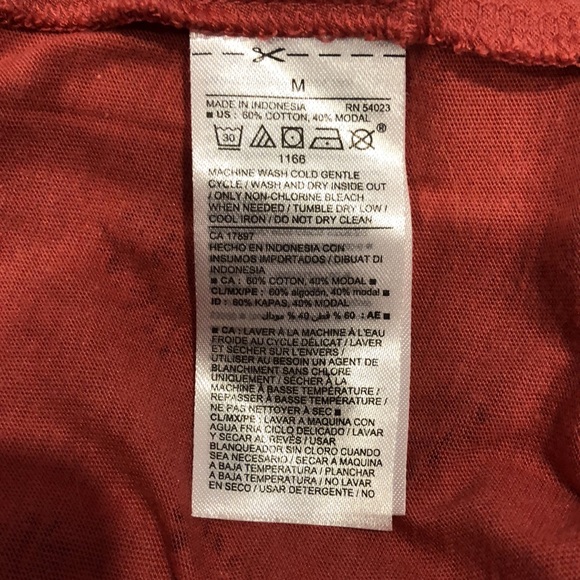 M
MADE IN INDONESIA RN 54023
■ US : 60% COTTON, 40% MODAL
30 ®
1166
MACHINE WASH COLD GENTLE
CYCLE / WASH AND DRY INSIDE OUT
/ ONLY NON-CHLORINE BLEACH
WHEN NEEDED / TUMBLE DRY LOW /
COOL IRON / DO NOT DRY CLEAN
CA 17897
HECHO EN INDONESIA CON
INSUMOS IMPORTADOS / DIBUAT DI
INDONESIA
■ CA : 60% COTON, 40% MODAL
CL/MX/PE : 60% algodón, 40% modal ■
ID : 60% KAPAS, 40% MODAL
■ AE : 60 % قطن 40 % مودال
■ CA : LAVER À LA MACHINE À L'EAU
FROIDE AU CYCLE DÉLICAT / LAVER
ET SÉCHER SUR L'ENVERS /
UTILISER AU BESOIN UN AGENT DE
BLANCHIMENT SANS CHLORE
UNIQUEMENT / SÉCHER À LA
MACHINE À BASSE TEMPÉRATURE /
REPASSER À BASSE TEMPÉRATURE /
NE PAS NETTOYER À SEC ■
CL/MX/PE : LAVAR A MAQUINA CON
AGUA FRIA CICLO DELICADO / LAVAR
Y SECAR AL REVÉS / USAR
BLANQUEADOR SIN CLORO CUANDO
SEA NECESARIO / SECAR A MAQUINA
A BAJA TEMPERATURA / PLANCHAR
A BAJA TEMPERATURA / NO LAVAR
EN SECO / USAR DETERGENTE / NO